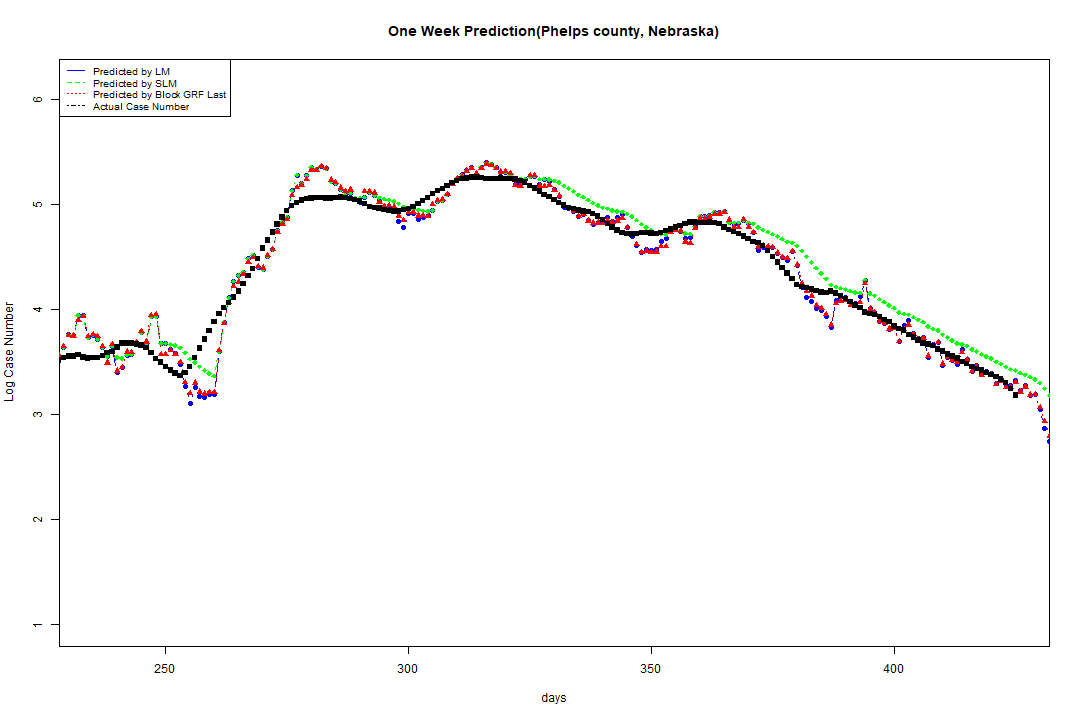 One Week Prediction(Phelps county, Nebraska)
Predicted by LM
Predicted by SLM
Predicted by Block GRF Last
Actual Case Number
6
5
4
3
2
1
Log Case Number
250 300 350 400
days